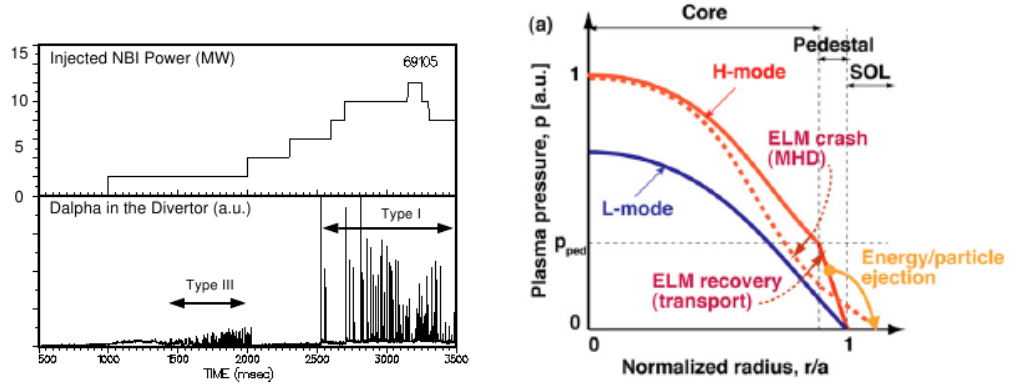 Injected NBI Power (MW)
69105
15
10
5
0
Dalpha in the Divertor (a.u.)
Type I
Type III
500 1000 1500 2000 2500 3000 3500
TIME (msec)
(a)
Core
Pedestal
SOL
H-mode
1
ELM crash
(MHD)
L-mode
Plasma pressure, p [a.u.]
pped
Energy/particle
ejection
ELM recovery
(transport)
0
0 1
Normalized radius, r/a